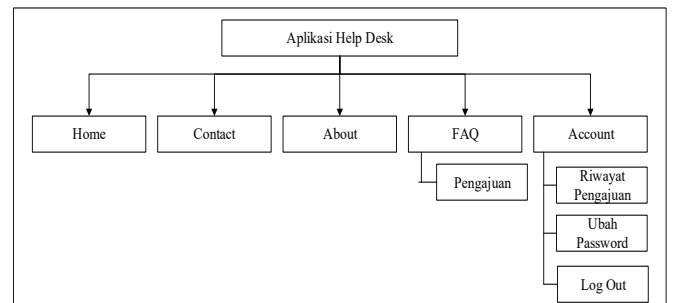 Aplikasi Help Desk
Home
Contact
About
FAQ
Account
Pengajuan
Riwayat
Pengajuan
Ubah
Password
Log Out